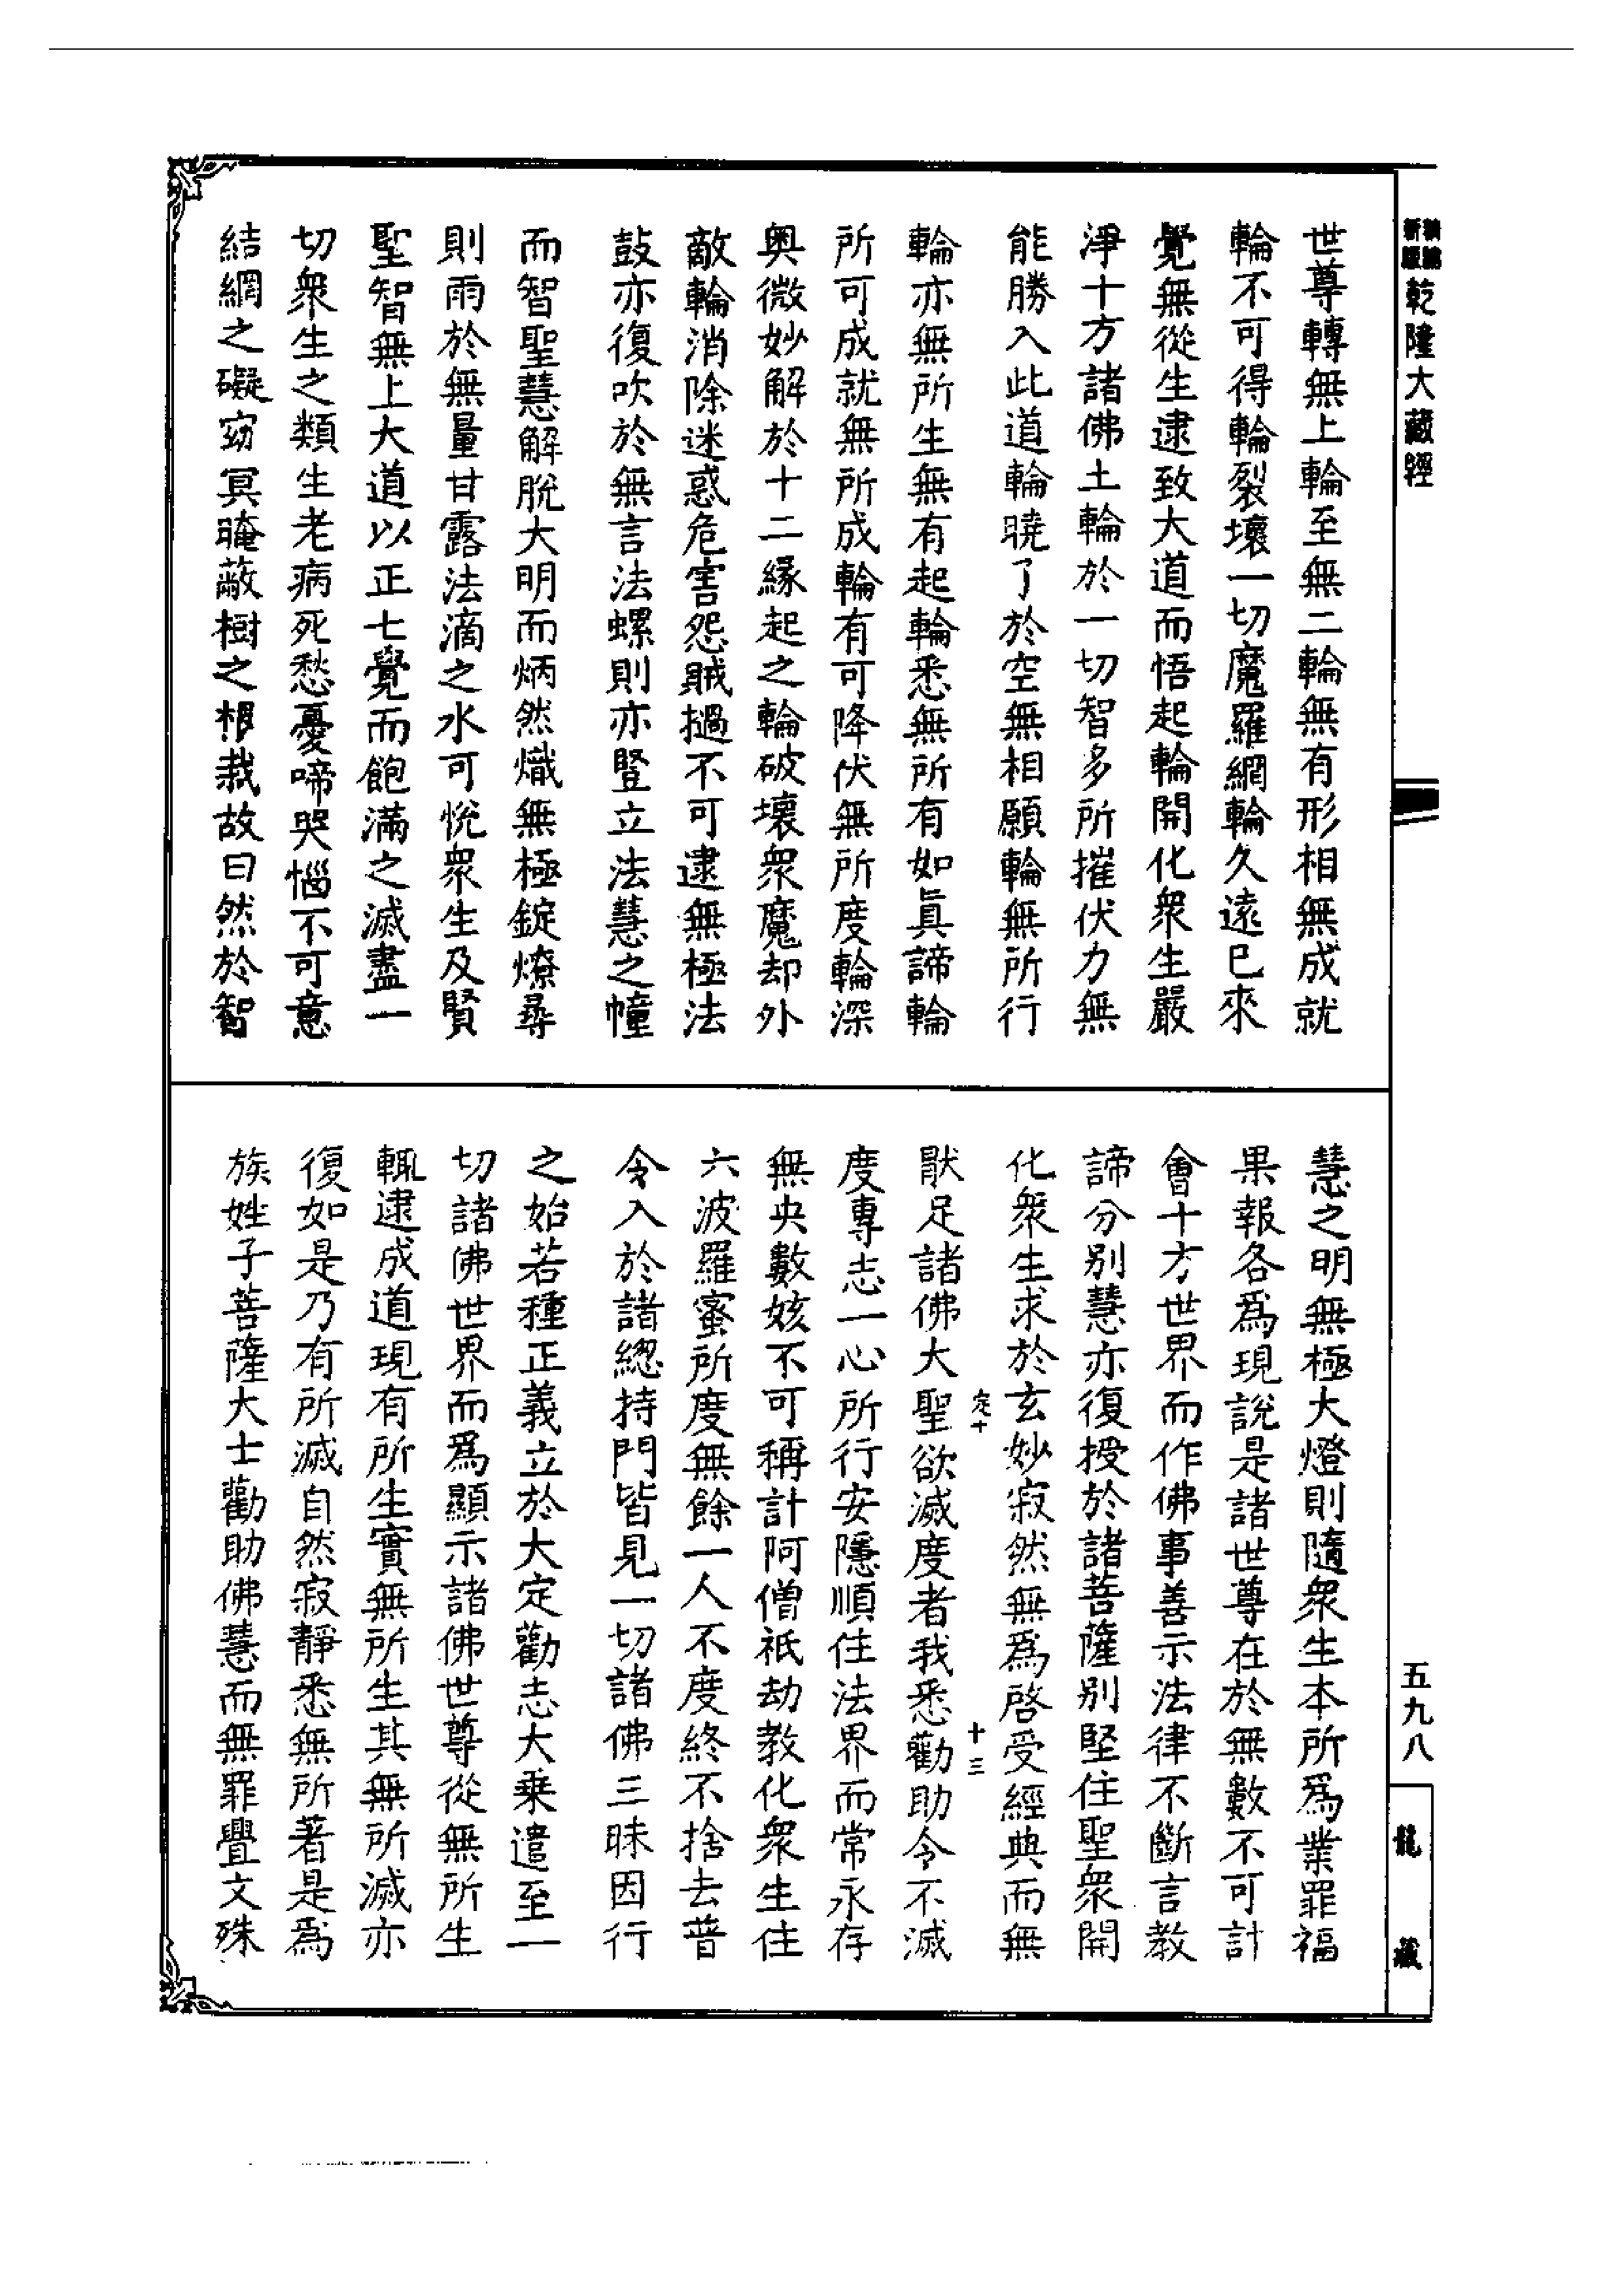 乾隆大藏經
世尊轉無上輪至無二輪無有形相無成就
輪不可得輪裂壞一切魔羅網輪久遠已來
覺無從生逮致大道而悟起輪開化衆生嚴
淨十方諸佛土輪於一切智多所摧伏力無
能勝入此道輪曉了於空無相願輪無所行
輪亦無所生無有起輪悉無所有如眞諦輪
所可成就無所成輪有可降伏無所度輪深
奥微妙解於十二緣起之輪破壞衆魔却外
敵輪消除迷惑危害怨賊撾不可逮無極法
鼓亦復吹於無言法螺則亦豎立法慧之幢
而智聖慧解脫大明而炳然熾無極錠燎尋
則雨於無量甘露法滴之水可悅衆生及賢
聖智無上大道以正七覺而飽滿之滅盡一
切衆生之類生老病死愁憂啼哭惱不可意
結網之礙窈冥晻蔽樹之根栽故曰然於智
慧之明無極大燈則隨衆生本所爲業罪福
果報各爲現說是諸世尊在於無數不可計
會十方世界而作佛事善示法律不斷言教
諦分別慧亦復授於諸菩薩別堅住聖衆開
化衆生求於玄妙寂然無爲啓受經典而無
定十
十三
猒足諸佛大聖欲滅度者我悉勸助令不滅
度專志一心所行安隱順住法界而常永存
無央數姟不可稱計阿僧祇劫教化衆生住
六波羅蜜所度無餘一人不度終不捨去普
令入於諸總持門皆見一切諸佛三昧因行
之始若種正義立於大定勸志大乘遣至一
切諸佛世界而爲顯示諸佛世尊從無所生
輒逮成道現有所生實無所生其無所滅亦
復如是乃有所滅自然寂靜悉無所著是爲
族姓子菩薩大士勸助佛慧而無罪舋文殊
五九八
龍藏